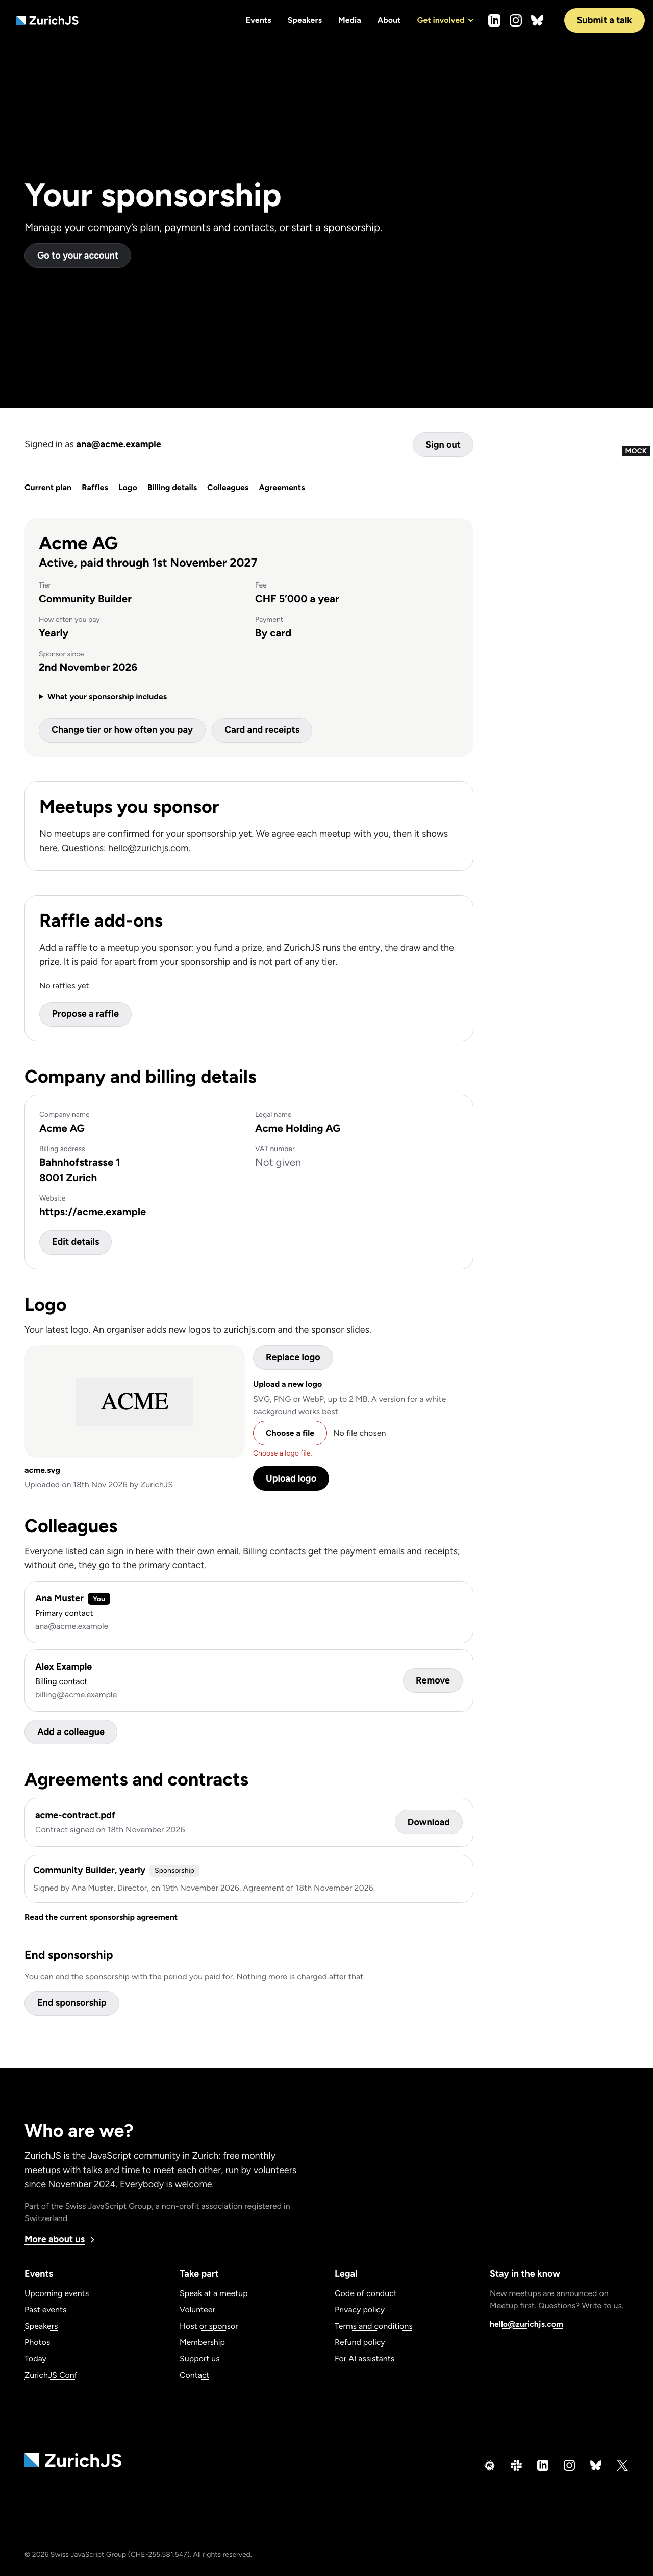 ZurichJS
Events
Speakers
Media
About
Get involved
Submit a talk
Your sponsorship
Manage your company's plan, payments and contacts, or start a sponsorship.
Go to your account
Signed in as ana@acme.example
Sign out
MOCK
Current plan
Raffles
Logo
Billing details
Colleagues
Agreements
Acme AG
Active, paid through 1st November 2027
Tier
Community Builder
Fee
CHF 5’000 a year
How often you pay
Yearly
Payment
By card
Sponsor since
2nd November 2026
What your sponsorship includes
Change tier or how often you pay
Card and receipts
Meetups you sponsor
No meetups are confirmed for your sponsorship yet. We agree each meetup with you, then it shows
here. Questions: hello@zurichjs.com.
Raffle add-ons
Add a raffle to a meetup you sponsor: you fund a prize, and ZurichJS runs the entry, the draw and the
prize. It is paid for apart from your sponsorship and is not part of any tier.
No raffles yet.
Propose a raffle
Company and billing details
Company name
Acme AG
Legal name
Acme Holding AG
Billing address
Bahnhofstrasse 1
8001 Zurich
VAT number
Not given
Website
https://acme.example
Edit details
Logo
Your latest logo. An organiser adds new logos to zurichjs.com and the sponsor slides.
ACME
acme.svg
Uploaded on 18th Nov 2026 by ZurichJS
Replace logo
Upload a new logo
SVG, PNG or WebP, up to 2 MB. A version for a white
background works best.
Choose a file
No file chosen
Choose a logo file.
Upload logo
Colleagues
Everyone listed can sign in here with their own email. Billing contacts get the payment emails and receipts;
without one, they go to the primary contact.
Ana Muster
You
Primary contact
ana@acme.example
Alex Example
Billing contact
billing@acme.example
Remove
Add a colleague
Agreements and contracts
acme-contract.pdf
Contract signed on 18th November 2026
Download
Community Builder, yearly
Sponsorship
Signed by Ana Muster, Director, on 19th November 2026. Agreement of 18th November 2026.
Read the current sponsorship agreement
End sponsorship
You can end the sponsorship with the period you paid for. Nothing more is charged after that.
End sponsorship
Who are we?
ZurichJS is the JavaScript community in Zurich: free monthly
meetups with talks and time to meet each other, run by volunteers
since November 2024. Everybody is welcome.
Part of the Swiss JavaScript Group, a non-profit association registered in
Switzerland.
More about us
Events
Upcoming events
Past events
Speakers
Photos
Today
ZurichJS Conf
Take part
Speak at a meetup
Volunteer
Host or sponsor
Membership
Support us
Contact
Legal
Code of conduct
Privacy policy
Terms and conditions
Refund policy
For AI assistants
Stay in the know
New meetups are announced on
Meetup first. Questions? Write to us.
hello@zurichjs.com
ZurichJS
© 2026 Swiss JavaScript Group (CHE-255.581.547). All rights reserved.